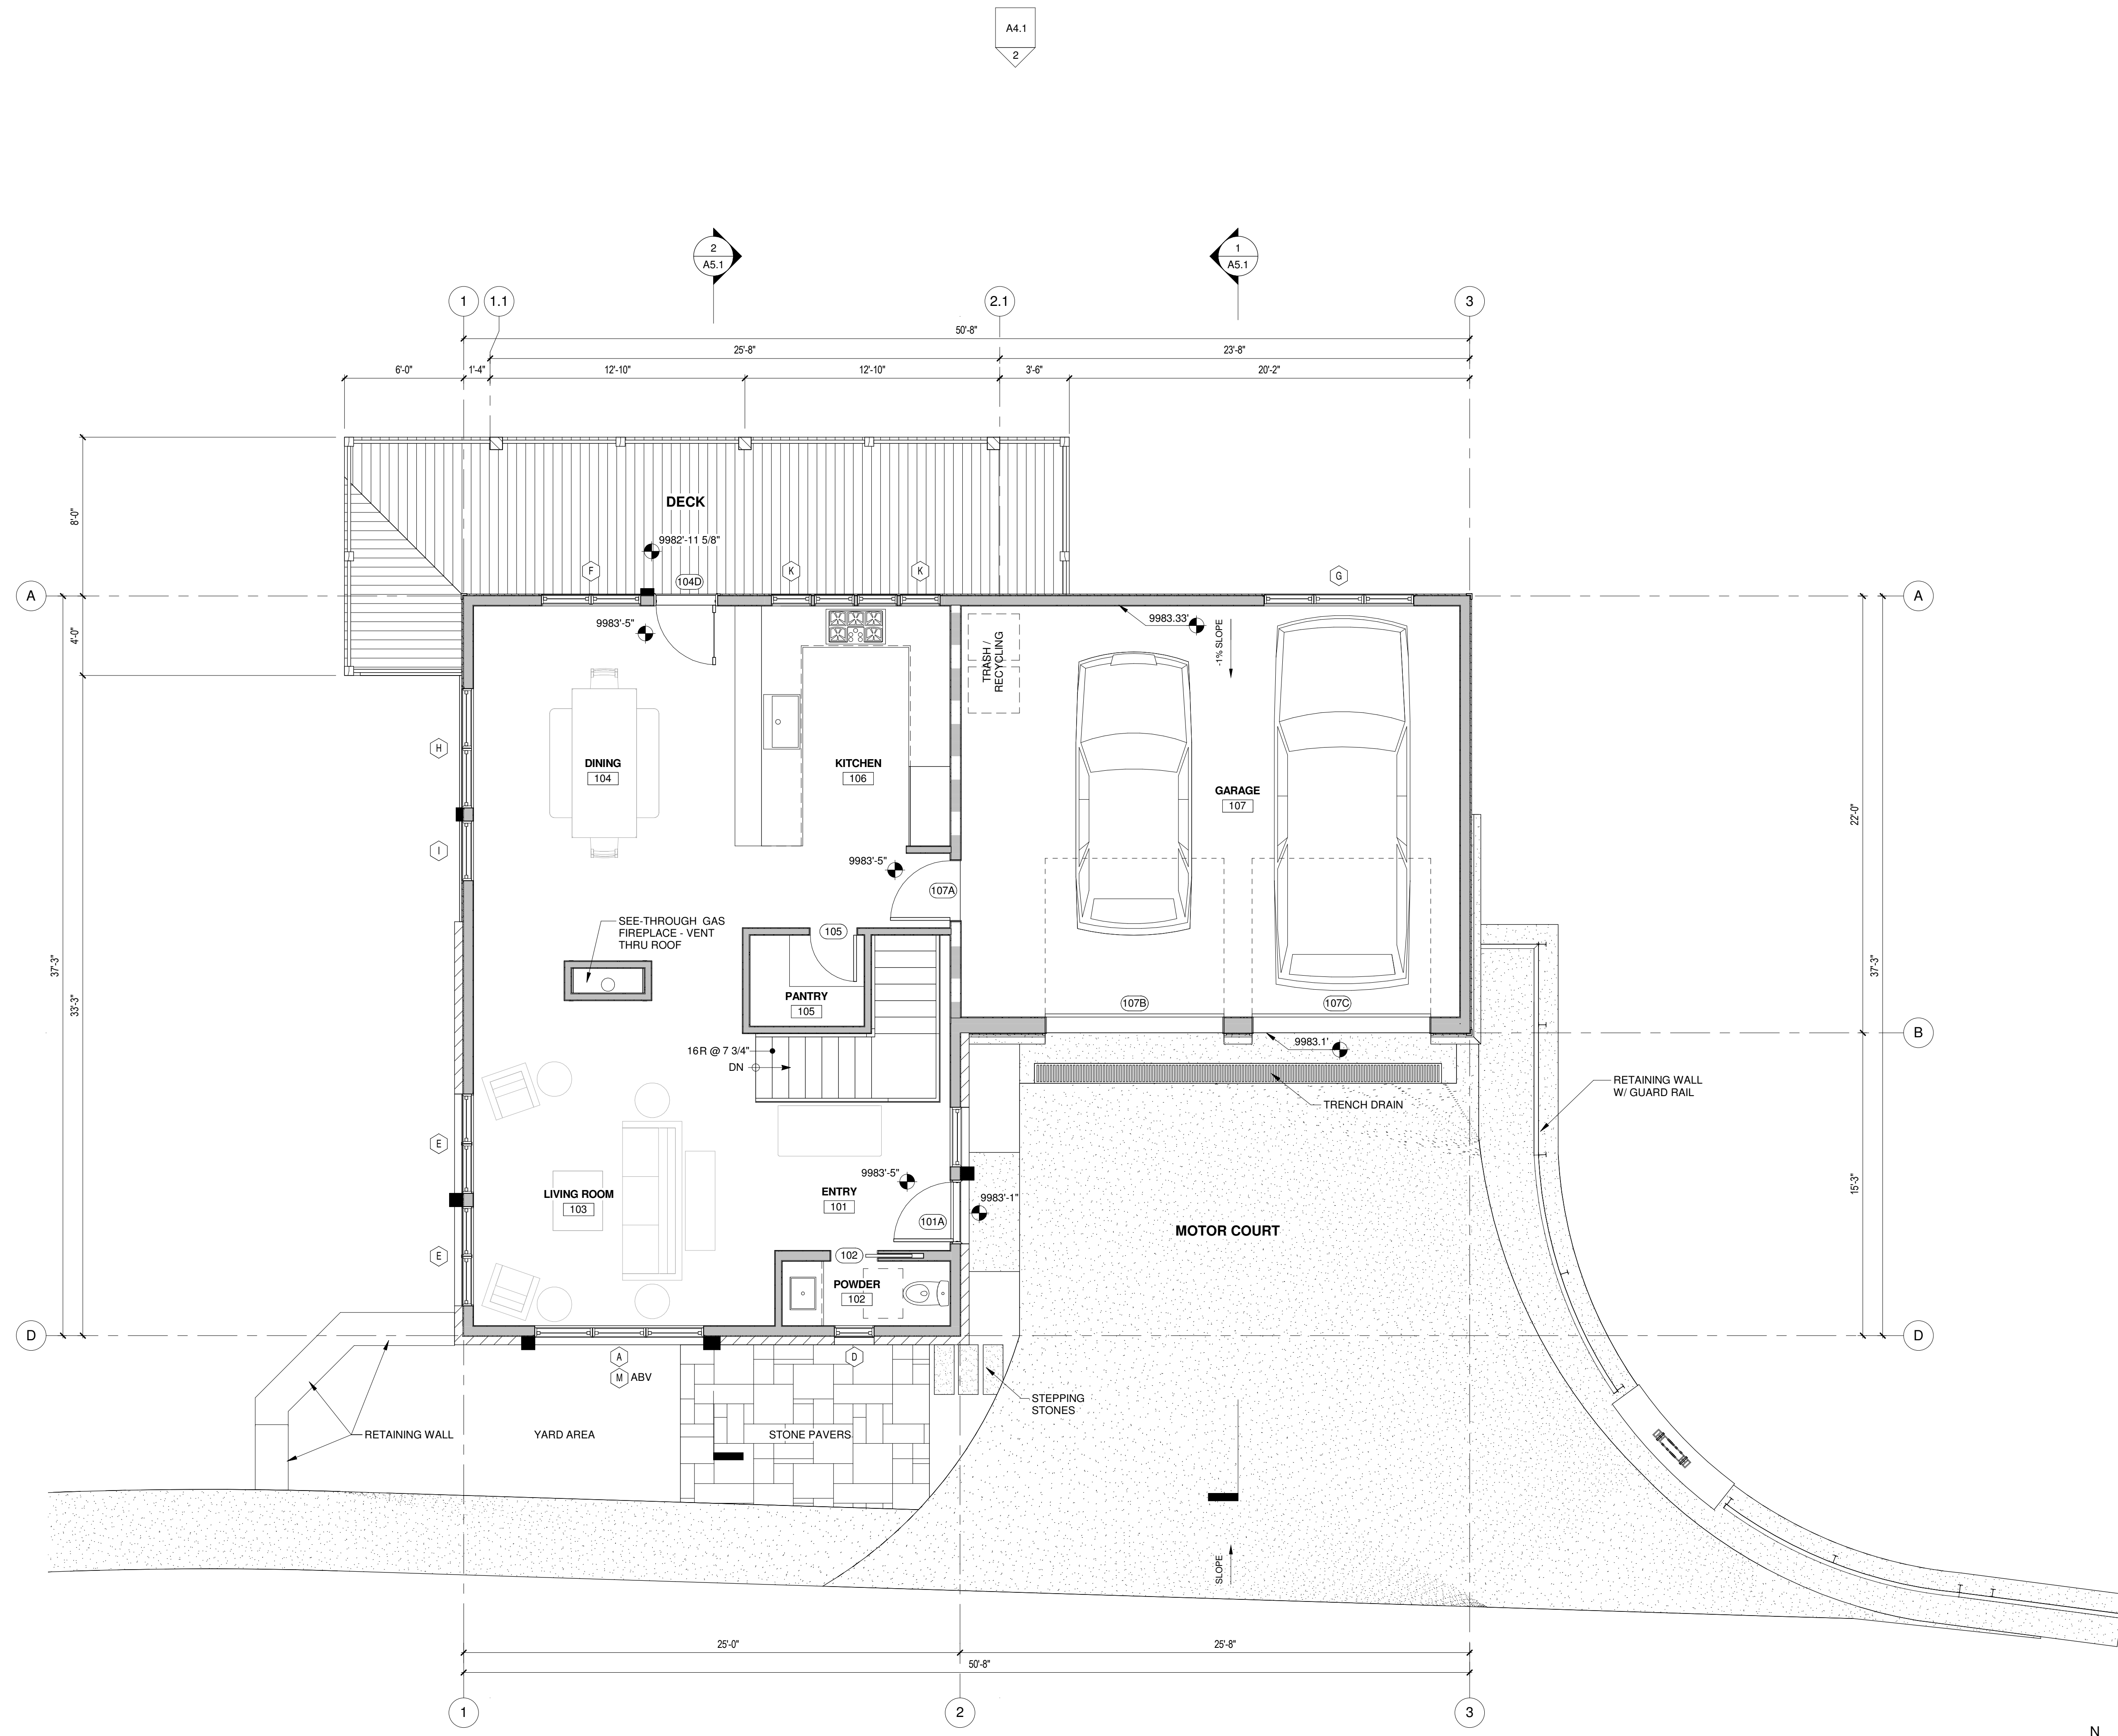 A4.1
2
2
A5.1
1
A5.1
1
1.1
2.1
3
50'-8"
25'-8"
23'-8"
6'-0"
1'-4"
12'-10"
12'-10"
3'-6"
20'-2"
8'-0"
DECK
9982'-11 5/8"
F
104D
K
K
G
A
A
4'-0"
9983'-5"
TRASH /
RECYCLING
9983.33'
-1% SLOPE
H
DINING
104
KITCHEN
106
GARAGE
107
22'-0"
I
9983'-5"
107A
SEE-THROUGH GAS
FIREPLACE - VENT
THRU ROOF
105
37'-3"
33'-3"
37'-3"
PANTRY
105
107B
107C
B
16R @ 7 3/4"
DN
9983.1'
TRENCH DRAIN
RETAINING WALL
W/ GUARD RAIL
E
9983'-5"
15'-3"
LIVING ROOM
103
ENTRY
101
9983'-1"
101A
MOTOR COURT
E
102
POWDER
102
D
D
A
M ABV
D
STEPPING
STONES
RETAINING WALL
YARD AREA
STONE PAVERS
SLOPE
25'-0"
25'-8"
50'-8"
1
2
3
N